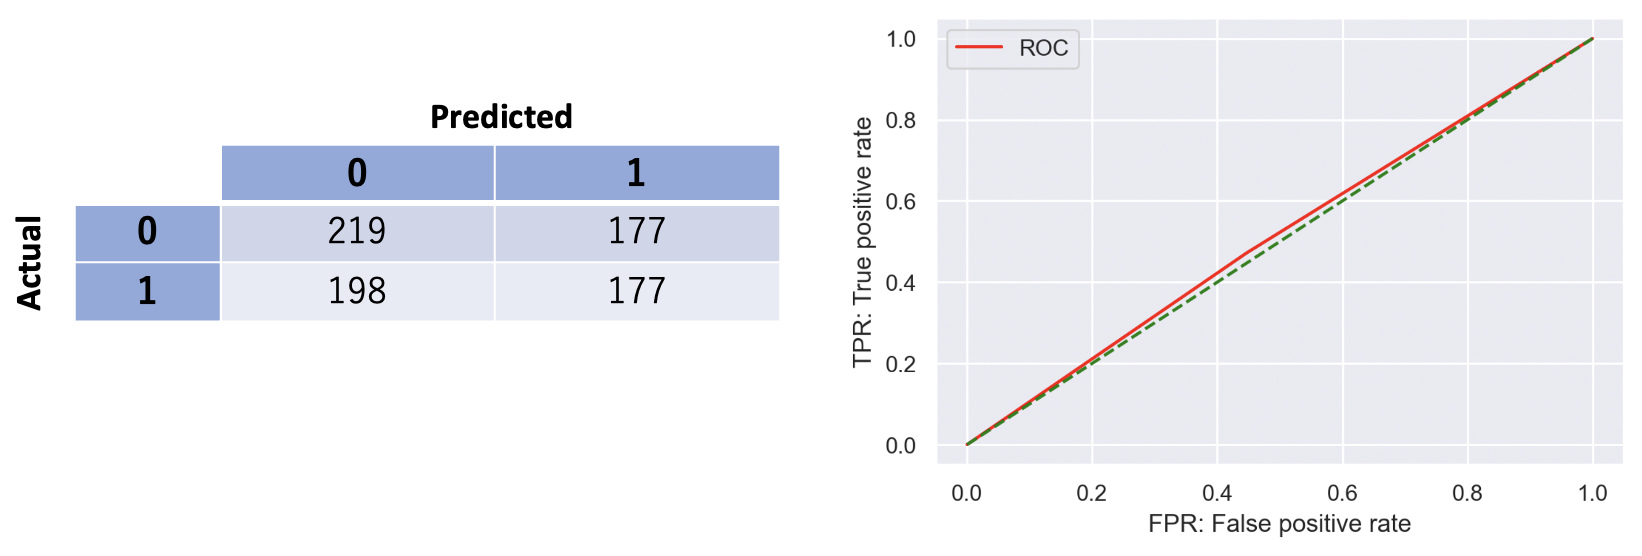 Predicted
0 1
Actual
0 219 177
1 198 177
ROC
1.0
0.8
0.6
0.4
0.2
0.0
TPR: True positive rate
0.0 0.2 0.4 0.6 0.8 1.0
FPR: False positive rate